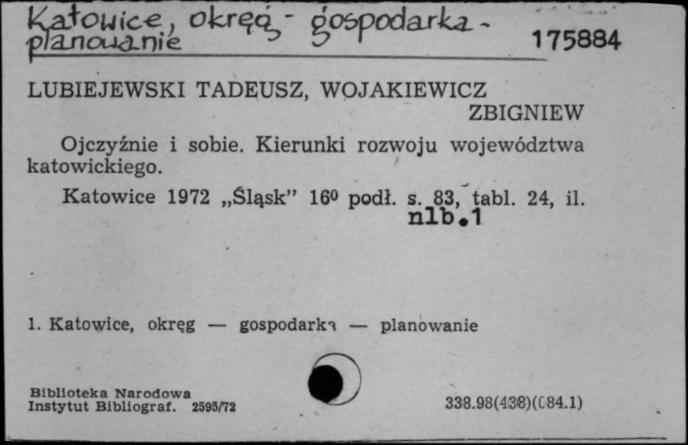 Katowice, okręg - gospodarka -
planowanie
175884
LUBIEJEWSKI TADEUSZ, WOJAKIEWICZ
ZBIGNIEW
Ojczyźnie i sobie. Kierunki rozwoju województwa
katowickiego.
Katowice 1972 „Śląsk” 16⁰ podł. s. 83, tabl. 24, il.
nlb.1
1. Katowice, okręg — gospodarka — planowanie
Biblioteka Narodowa
Instytut Bibliograf. 2595/72
338.98(438)(084.1)